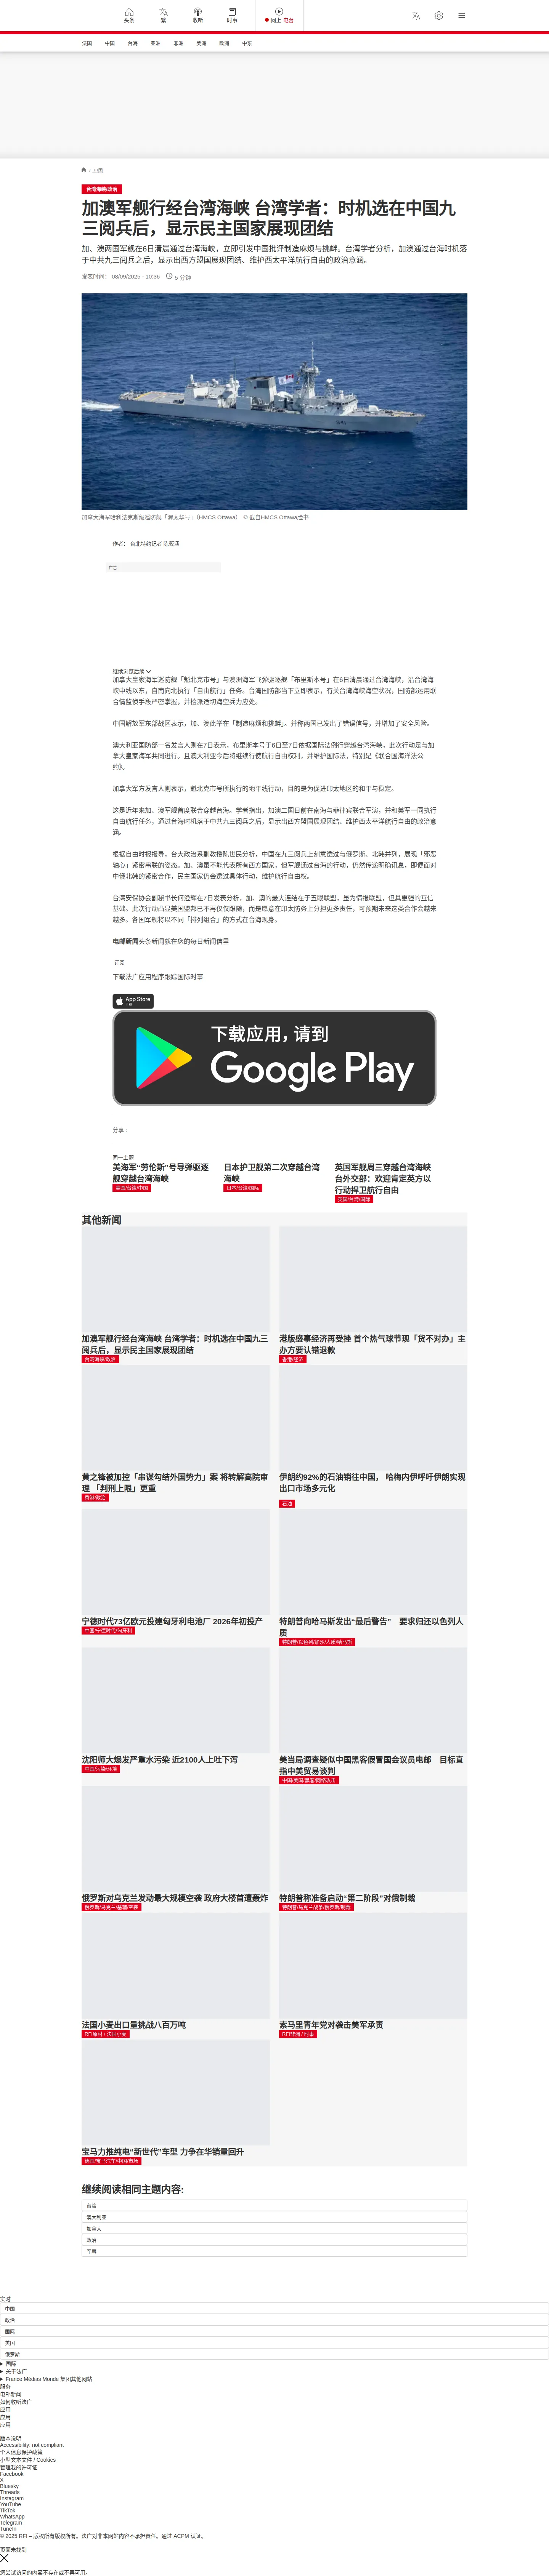 头条
繁
收听
时事
网上 电台
法国
中国
台海
亚洲
非洲
美洲
欧洲
中东
/ 中国
台湾海峡/政治
加澳军舰行经台湾海峡 台湾学者：时机选在中国九
三阅兵后，显示民主国家展现团结
加、澳两国军舰在6日清晨通过台湾海峡，立即引发中国批评制造麻烦与挑衅。台湾学者分析，加澳通过台海时机落
于中共九三阅兵之后，显示出西方盟国展现团结、维护西太平洋航行自由的政治意涵。
发表时间： 08/09/2025 - 10:36 5 分钟
341
加拿大海军哈利法克斯级巡防舰「渥太华号」（HMCS Ottawa） © 截自HMCS Ottawa脸书
作者： 台北特约记者 陈筱涵
广告
继续浏览后续
加拿大皇家海军巡防舰「魁北克市号」与澳洲海军飞弹驱逐舰「布里斯本号」在6日清晨通过台湾海峡，沿台湾海
峡中线以东，自南向北执行「自由航行」任务。台湾国防部当下立即表示，有关台湾海峡海空状况，国防部运用联
合情监侦手段严密掌握，并检派适切海空兵力应处。
中国解放军东部战区表示，加、澳此举在「制造麻烦和挑衅」，并称两国已发出了错误信号，并增加了安全风险。
澳大利亚国防部一名发言人则在7日表示，布里斯本号于6日至7日依据国际法例行穿越台湾海峡，此次行动是与加
拿大皇家海军共同进行。且澳大利亚今后将继续行使航行自由权利，并维护国际法，特别是《联合国海洋法公
约》。
加拿大军方发言人则表示，魁北克市号所执行的地平线行动，目的是为促进印太地区的和平与稳定。
这是近年来加、澳军舰首度联合穿越台海。学者指出，加澳二国日前在南海与菲律宾联合军演，并和美军一同执行
自由航行任务，通过台海时机落于中共九三阅兵之后，显示出西方盟国展现团结、维护西太平洋航行自由的政治意
涵。
根据自由时报报导，台大政治系副教授陈世民分析，中国在九三阅兵上刻意透过与俄罗斯、北韩并列，展现「邪恶
轴心」紧密串联的姿态。加、澳虽不能代表所有西方国家，但军舰通过台海的行动，仍然传递明确讯息，即便面对
中俄北韩的紧密合作，民主国家仍会透过具体行动，维护航行自由权。
台湾安保协会副秘书长何澄辉在7日发表分析，加、澳的最大连结在于五眼联盟，虽为情报联盟，但具更强的互信
基础。此次行动凸显美国盟邦已不再仅仅跟随，而是愿意在印太防务上分担更多责任，可预期未来这类合作会越来
越多，各国军舰将以不同「排列组合」的方式在台海现身。
电邮新闻头条新闻就在您的每日新闻信里
订阅
下载法广应用程序跟踪国际时事
App Store
下载
下载应用，请到
Google Play
分享 :
同一主题
美海军“劳伦斯”号导弹驱逐
舰穿越台湾海峡
美国/台湾/中国
日本护卫舰第二次穿越台湾
海峡
日本/台湾/国际
英国军舰周三穿越台湾海峡
台外交部：欢迎肯定英方以
行动捍卫航行自由
英国/台湾/国际
其他新闻
加澳军舰行经台湾海峡 台湾学者：时机选在中国九三
阅兵后，显示民主国家展现团结
台湾海峡/政治
港版盛事经济再受挫 首个热气球节现「货不对办」主
办方要认错退款
香港/经济
黄之锋被加控「串谋勾结外国势力」案 将转解高院审
理 「判刑上限」更重
香港/政治
伊朗约92%的石油销往中国， 哈梅内伊呼吁伊朗实现
出口市场多元化
石油
宁德时代73亿欧元投建匈牙利电池厂 2026年初投产
中国/宁德时代/匈牙利
特朗普向哈马斯发出“最后警告” 要求归还以色列人
质
特朗普/以色列/加沙/人质/哈马斯
沈阳师大爆发严重水污染 近2100人上吐下泻
中国/污染/环境
美当局调查疑似中国黑客假冒国会议员电邮 目标直
指中美贸易谈判
中国/美国/黑客/网络攻击
俄罗斯对乌克兰发动最大规模空袭 政府大楼首遭轰炸
俄罗斯/乌克兰/基辅/空袭
特朗普称准备启动“第二阶段”对俄制裁
特朗普/乌克兰战争/俄罗斯/制裁
法国小麦出口量挑战八百万吨
RFI原材 / 法国小麦
索马里青年党对袭击美军承责
RFI亚洲 / 时事
宝马力推纯电“新世代”车型 力争在华销量回升
德国/宝马汽车/中国/市场
继续阅读相同主题内容:
台湾
澳大利亚
加拿大
政治
军事
实时
中国
政治
国际
美国
俄罗斯
国际
关于法广
France Médias Monde 集团其他网站
服务
电邮新闻
如何收听法广
应用
应用
应用
版本说明
Accessibility: not compliant
个人信息保护政策
小型文本文件 / Cookies
管理我的许可证
Facebook
X
Bluesky
Threads
Instagram
YouTube
TikTok
WhatsApp
Telegram
TuneIn
© 2025 RFI – 版权所有版权所有。法广对非本网站内容不承担责任。通过 ACPM 认证。
页面未找到
您尝试访问的内容不存在或不再可用。